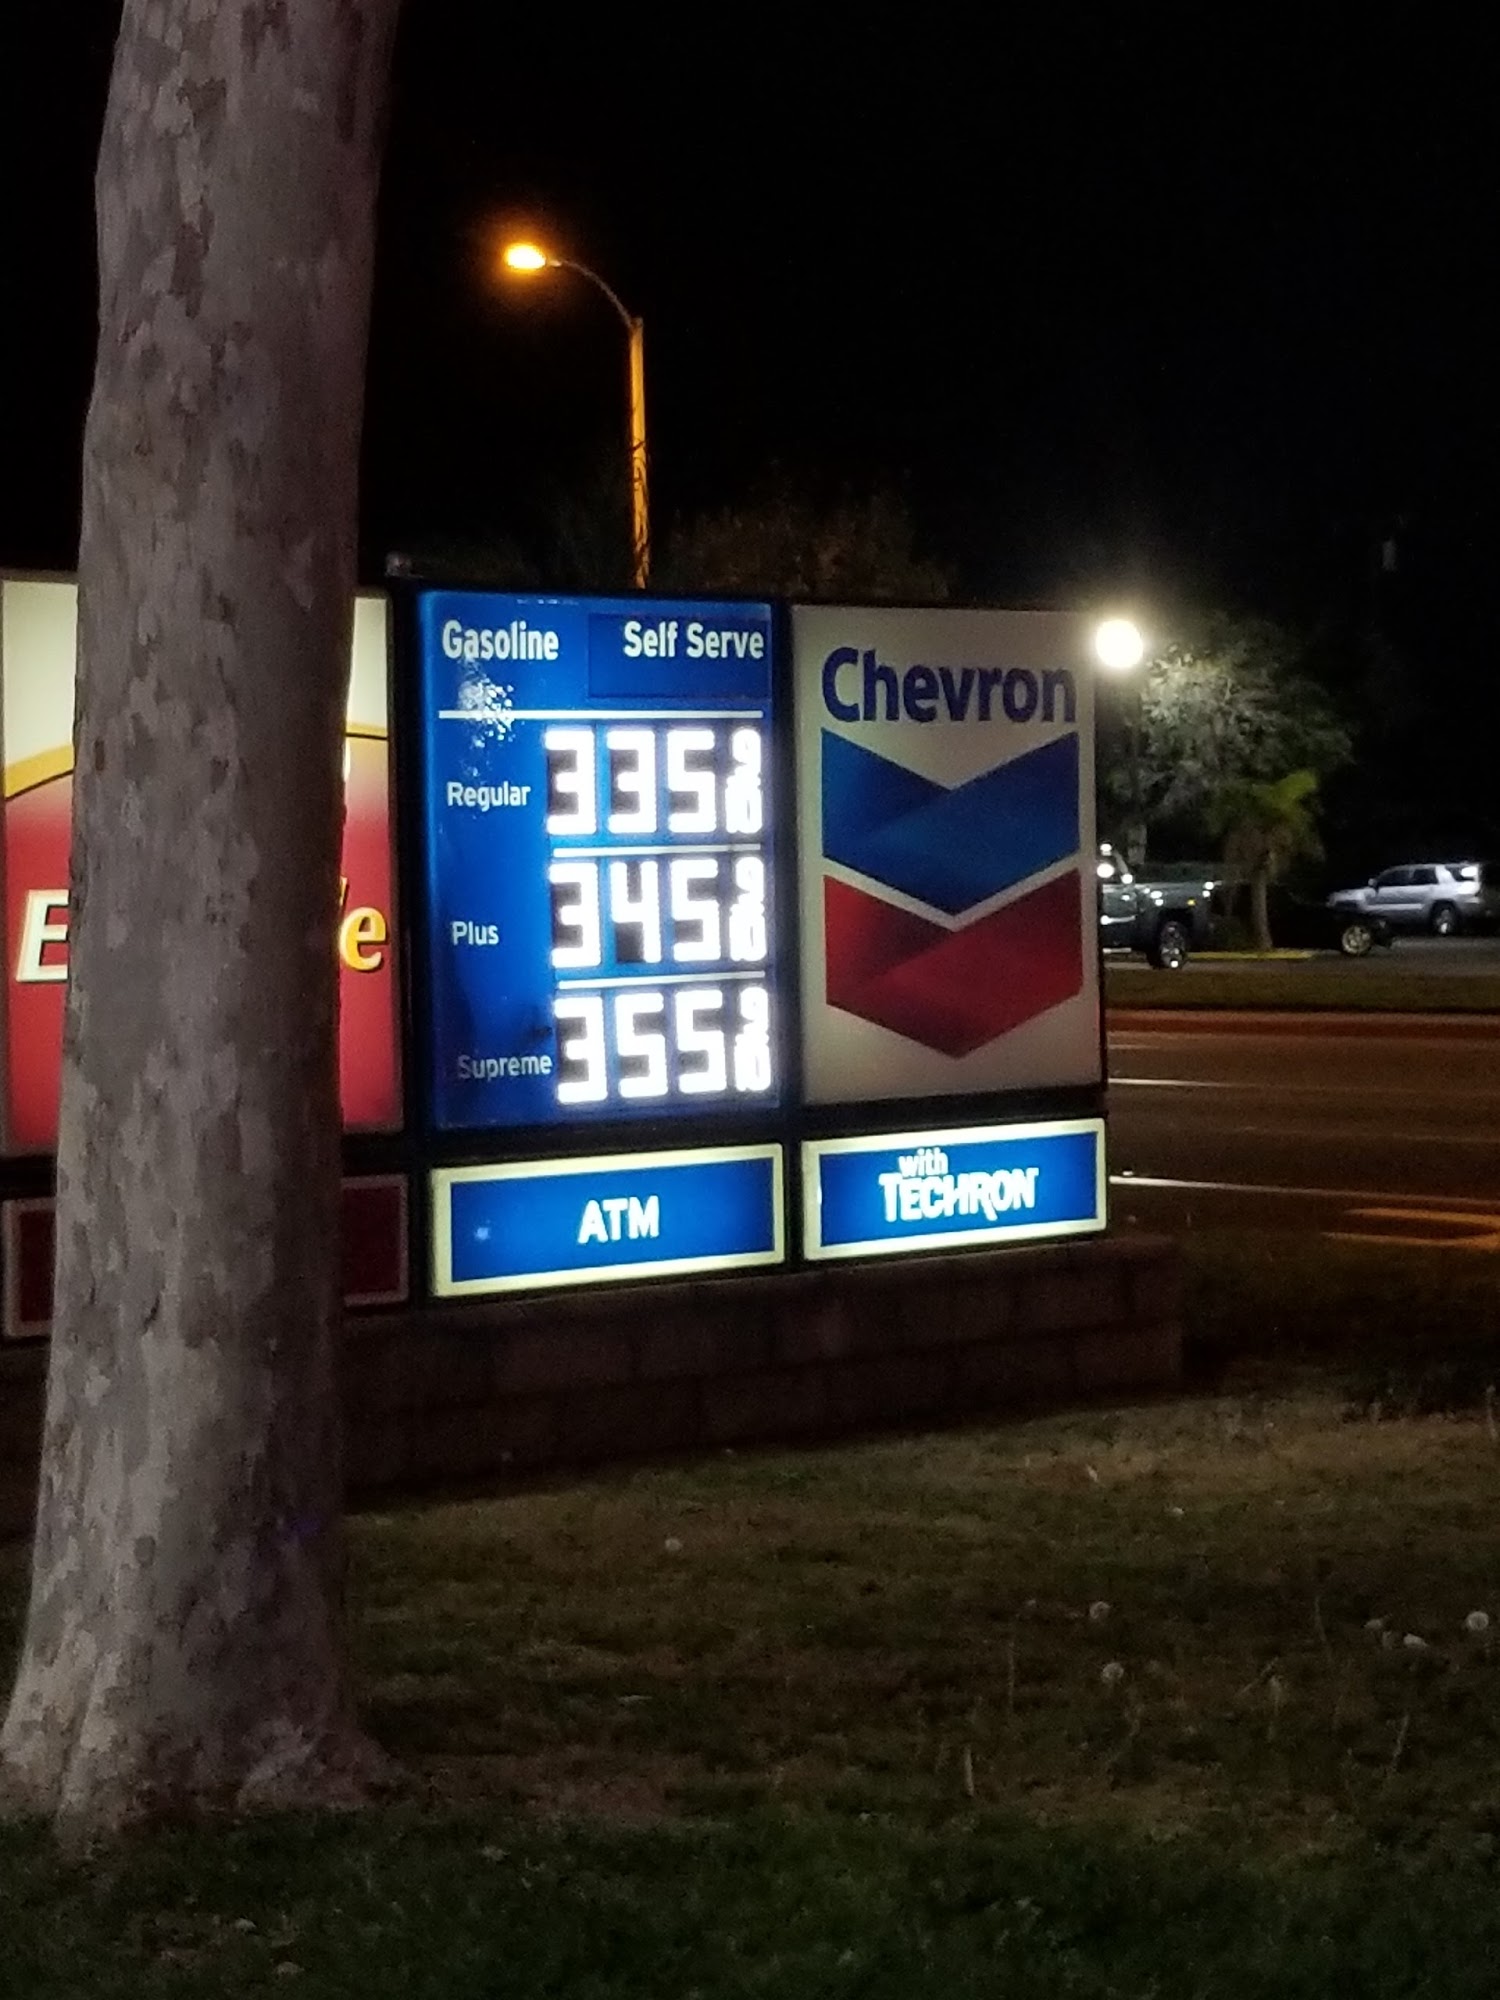 Gasoline Self Serve
Regular 335 9/10
Plus 345 9/10
Supreme 355 9/10
Chevron
ATM
with
TECHRON